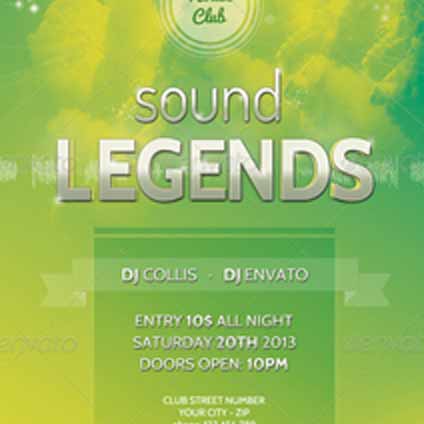 Club
sound
LEGENDS
DJ COLLIS · DJ ENVATO
ENTRY 10$ ALL NIGHT
SATURDAY 20TH 2013
DOORS OPEN: 10PM
CLUB STREET NUMBER
YOUR CITY - ZIP